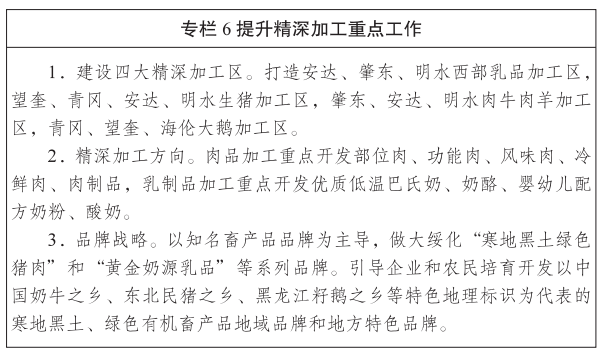 专栏 6 提升精深加工重点工作
1. 建设四大精深加工区。打造安达、肇东、明水西部乳品加工区，
望奎、青冈、安达、明水生猪加工区，肇东、安达、明水肉牛肉羊加工
区，青冈、望奎、海伦大鹅加工区。
2. 精深加工方向。肉品加工重点开发部位肉、功能肉、风味肉、冷
鲜肉、肉制品，乳制品加工重点开发优质低温巴氏奶、奶酪、婴幼儿配
方奶粉、酸奶。
3. 品牌战略。以知名畜产品品牌为主导，做大绥化“寒地黑土绿色
猪肉”和“黄金奶源乳品”等系列品牌。引导企业和农民培育开发以中
国奶牛之乡、东北民猪之乡、黑龙江籽鹅之乡等特色地理标识为代表的
寒地黑土、绿色有机畜产品地域品牌和地方特色品牌。